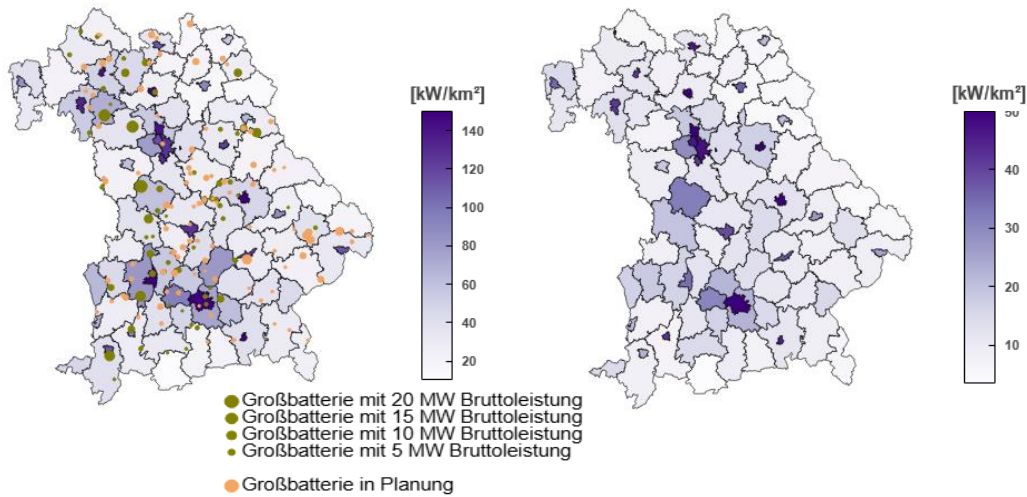 [kW/km²]
140
120
100
80
60
40
20
[kW/km²]
50
40
30
20
10
Großbatterie mit 20 MW Bruttoleistung
Großbatterie mit 15 MW Bruttoleistung
Großbatterie mit 10 MW Bruttoleistung
Großbatterie mit 5 MW Bruttoleistung
Großbatterie in Planung